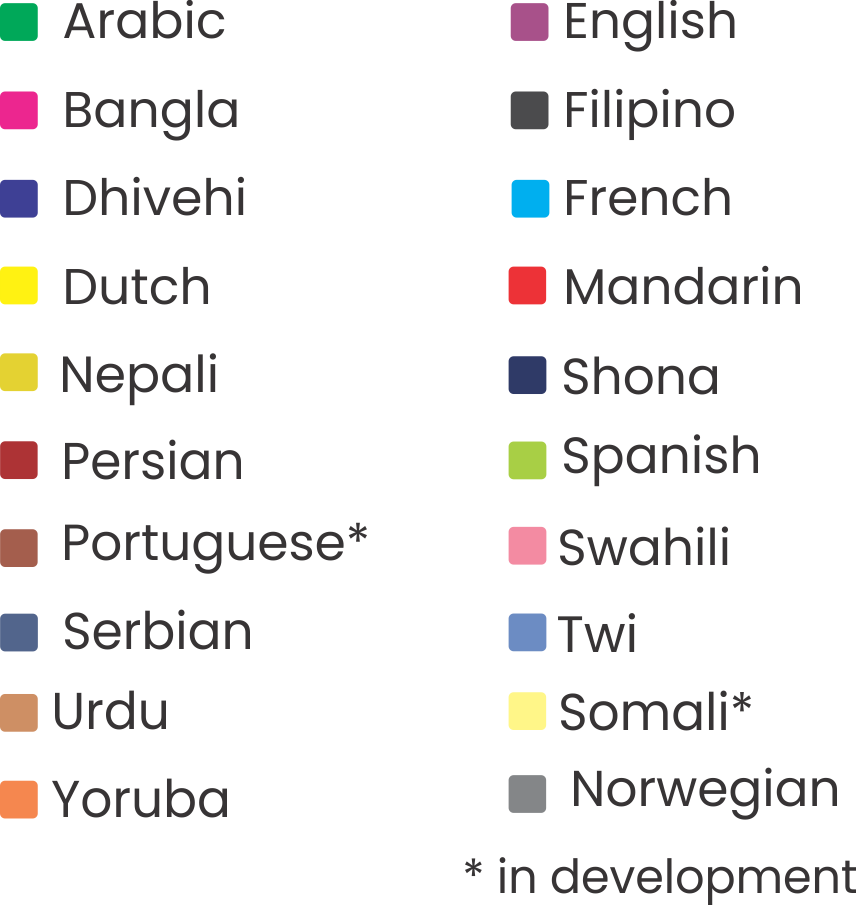 Arabic
Bangla
Dhivehi
Dutch
Nepali
Persian
Portuguese*
Serbian
Urdu
Yoruba
English
Filipino
French
Mandarin
Shona
Spanish
Swahili
Twi
Somali*
Norwegian
* in development